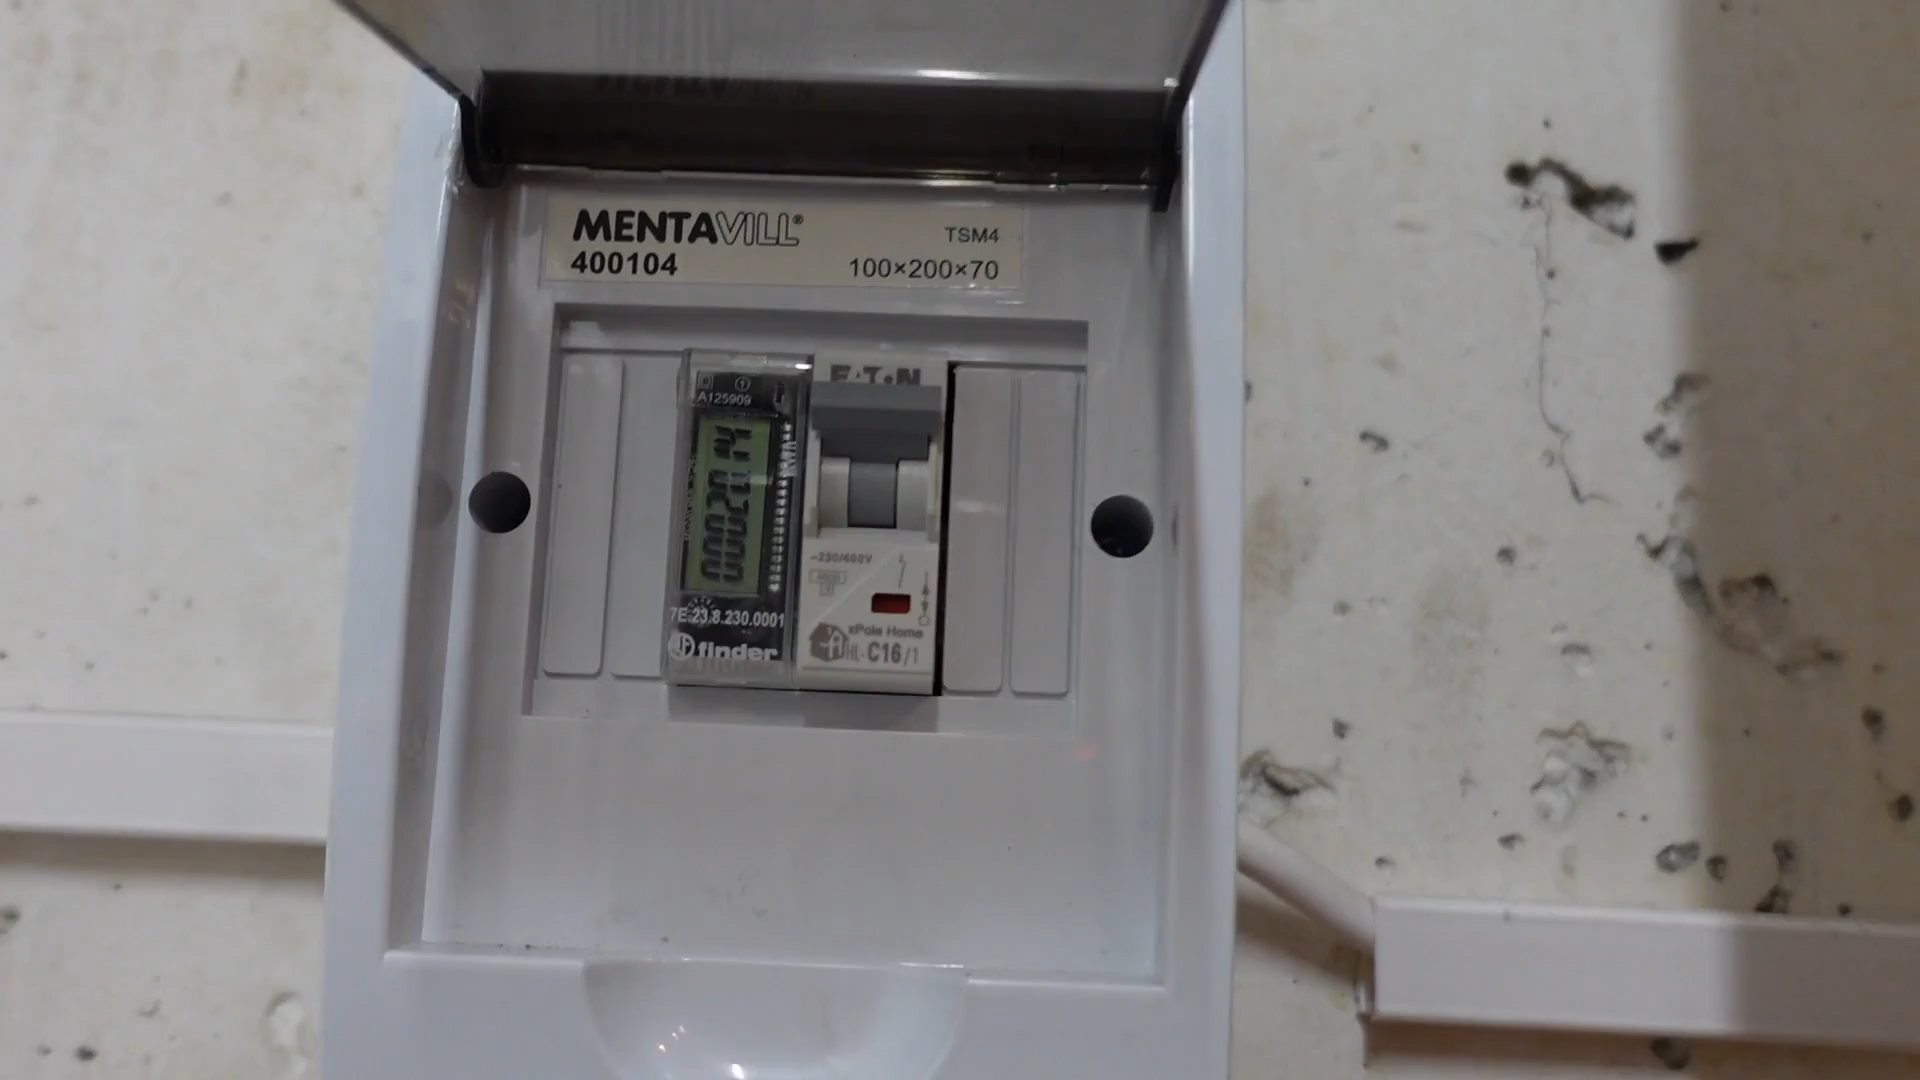 MENTAVILL®
TSM4
400104
100×200×70
A125909
7E.23.8.230.0001
finder
EATON
~230/400V
xPole Home
HL-C16/1